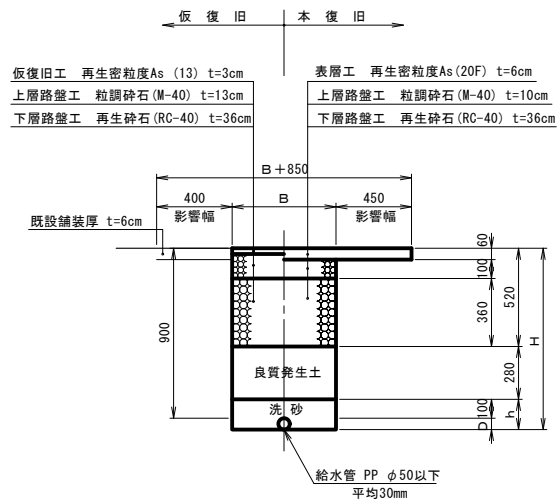 仮復旧 本復旧
仮復旧工 再生密粒度As (13) t=3cm
上層路盤工 粒調砕石(M-40) t=13cm
下層路盤工 再生砕石(RC-40) t=36cm
表層工 再生密粒度As(20F) t=6cm
上層路盤工 粒調砕石(M-40) t=10cm
下層路盤工 再生砕石(RC-40) t=36cm
B+850
400
影響幅
B
450
影響幅
既設舗装厚 t=6cm
900
60
100
360
520
280
100
D
h
H
良質発生土
洗砂
給水管 PP φ50以下
平均30mm